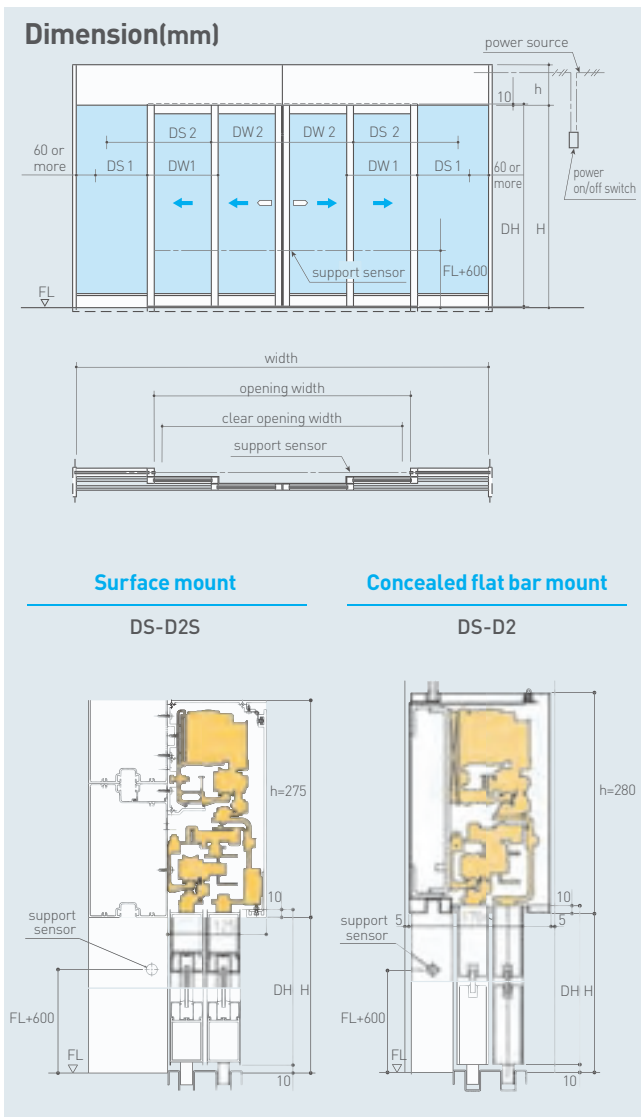 Dimension(mm)
power source
10
h
DS 2
DW 2
DW 2
DS 2
60 or
more
DS 1
DW1
DW 1
DS 1
60 or
more
power
on/off switch
DH
H
support sensor
FL+600
FL
width
opening width
clear opening width
support sensor
Surface mount
Concealed flat bar mount
DS-D2S
DS-D2
h=275
h=280
10
10
support
sensor
support
sensor
5
5
DH
H
DH
H
FL+600
FL+600
FL
FL
10
10